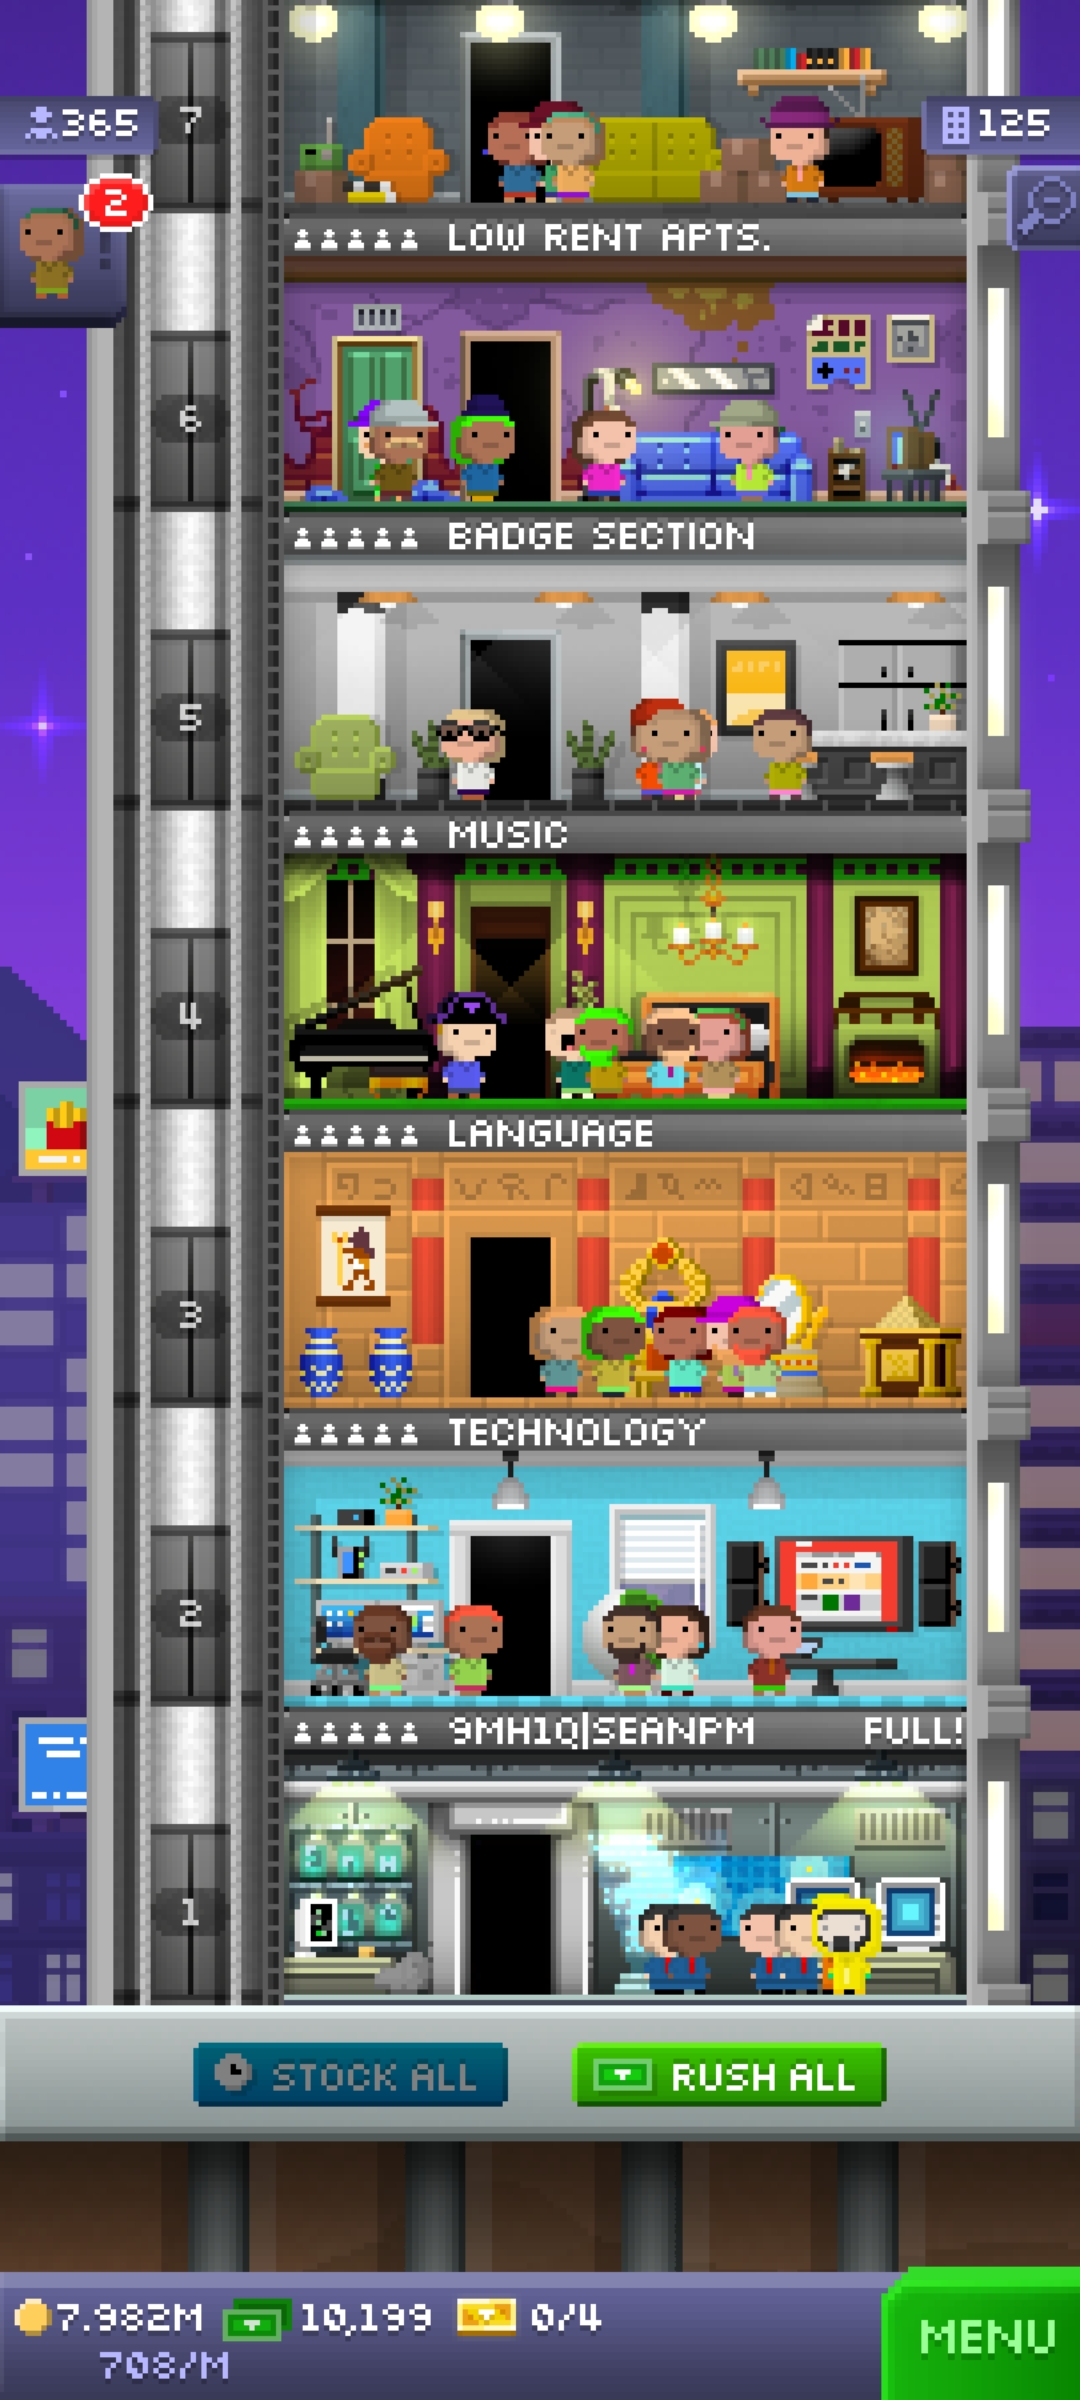 7
365
125
2
LOW RENT APTS.
6
BADGE SECTION
5
MUSIC
4
LANGUAGE
3
TECHNOLOGY
2
9MH1Q|SEANPM FULL!
1
STOCK ALL
RUSH ALL
7.982M 10,199 0/4
708/M
MENU